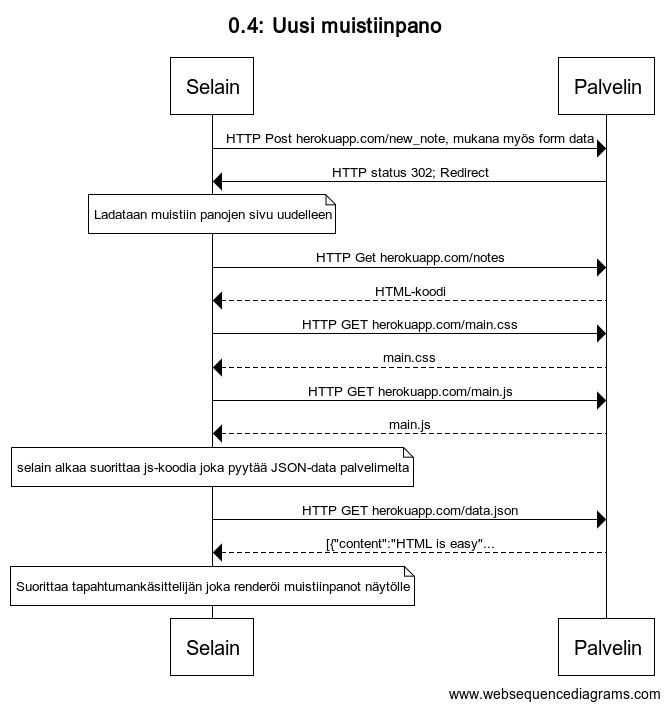 0.4: Uusi muistiinpano
Selain
Palvelin
HTTP Post herokuapp.com/new_note, mukana myös form data
HTTP status 302; Redirect
Ladataan muistiin panojen sivu uudelleen
HTTP Get herokuapp.com/notes
HTML-koodi
HTTP GET herokuapp.com/main.css
main.css
HTTP GET herokuapp.com/main.js
main.js
selain alkaa suorittaa js-koodia joka pyytää JSON-data palvelimelta
HTTP GET herokuapp.com/data.json
[{"content":"HTML is easy"...
Suorittaa tapahtumankäsittelijän joka renderöi muistiinpanot näytölle
Selain
Palvelin
www.websequencediagrams.com